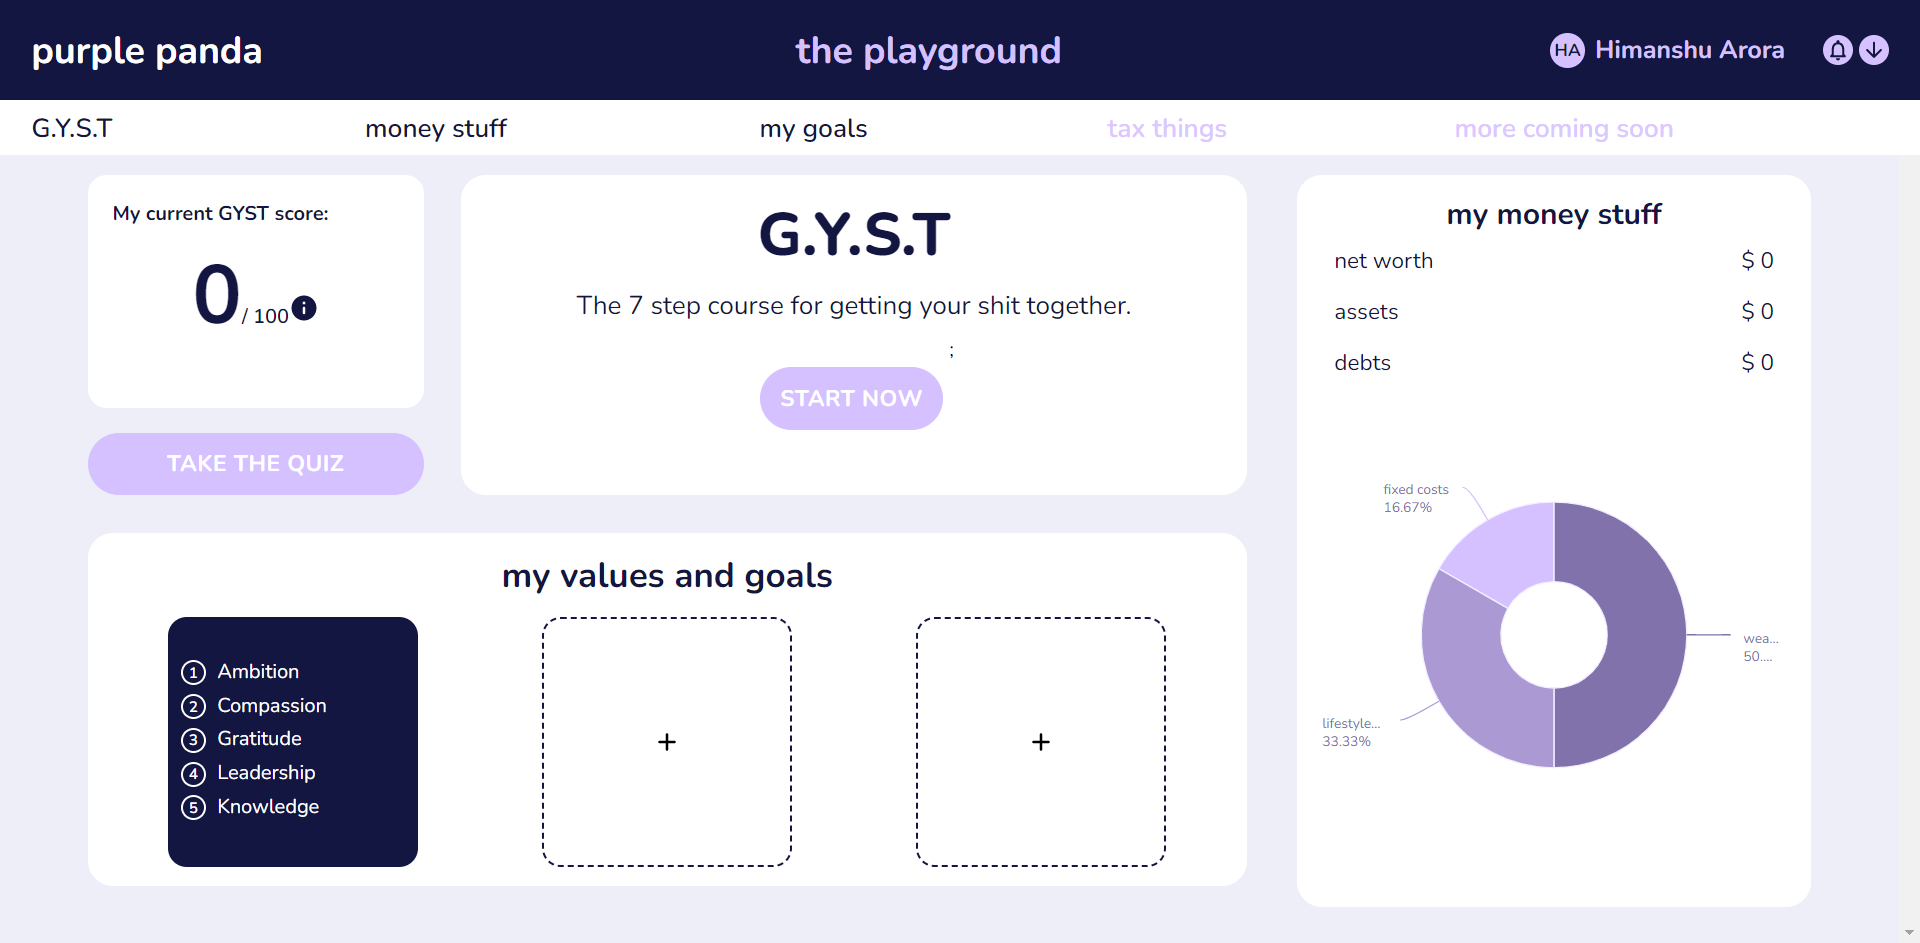 purple panda
the playground
HA Himanshu Arora
G.Y.S.T
money stuff
my goals
tax things
more coming soon
My current GYST score:
0 / 100 i
TAKE THE QUIZ
G.Y.S.T
The 7 step course for getting your shit together.
;
START NOW
my values and goals
1 Ambition
2 Compassion
3 Gratitude
4 Leadership
5 Knowledge
+
+
my money stuff
net worth $ 0
assets $ 0
debts $ 0
fixed costs
16.67%
wea...
50....
lifestyle...
33.33%